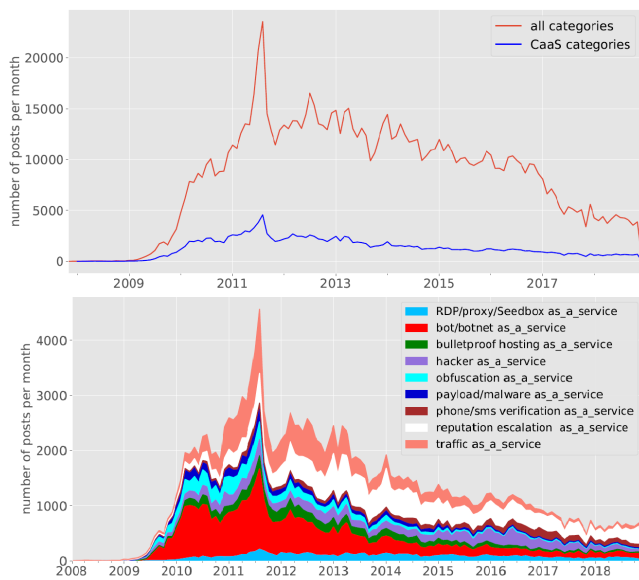 all categories
CaaS categories
20000
15000
10000
5000
0
number of posts per month
2009 2011 2013 2015 2017
RDP/proxy/Seedbox as_a_service
bot/botnet as_a_service
bulletproof hosting as_a_service
hacker as_a_service
obfuscation as_a_service
payload/malware as_a_service
phone/sms verification as_a_service
reputation escalation as_a_service
traffic as_a_service
4000
3000
2000
1000
0
number of posts per month
2008 2009 2010 2011 2012 2013 2014 2015 2016 2017 2018